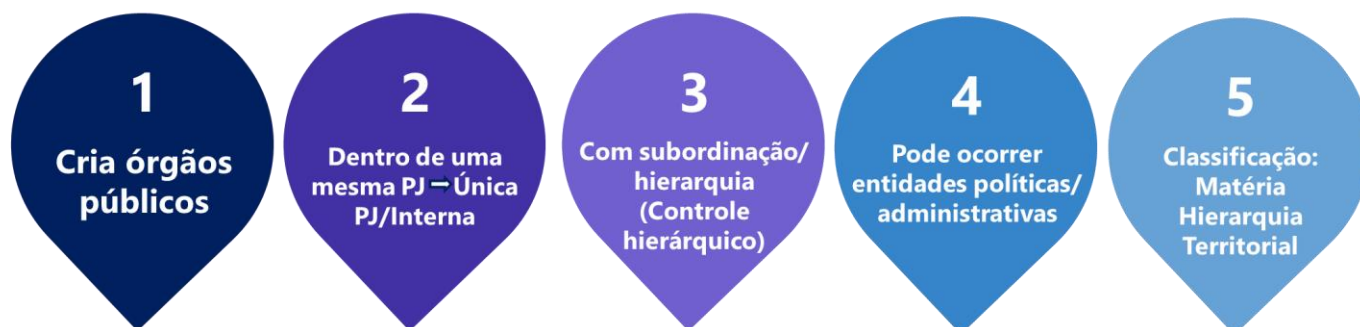 1
Cria órgãos
públicos
2
Dentro de uma
mesma PJ ➡ Única
PJ/Interna
3
Com subordinação/
hierarquia
(Controle
hierárquico)
4
Pode ocorrer
entidades políticas/
administrativas
5
Classificação:
Matéria
Hierarquia
Territorial